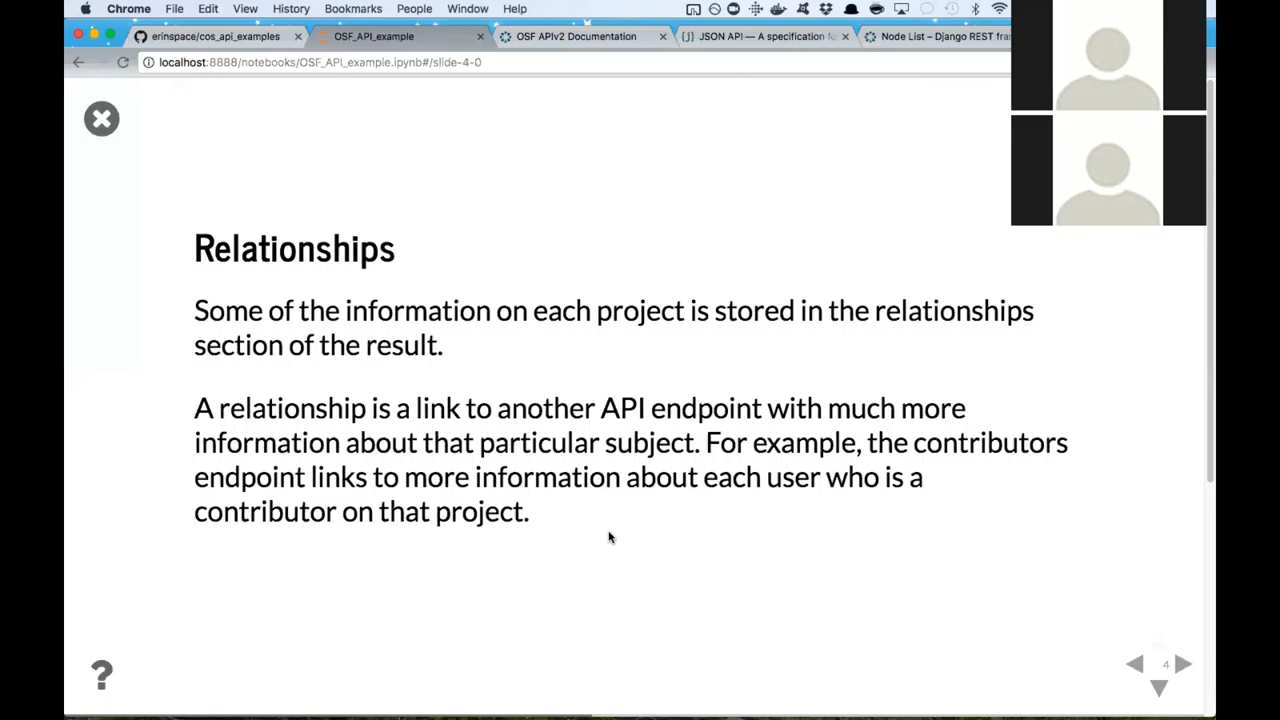 Chrome File Edit View History Bookmarks People Window Help
erinspace/cos_api_examples OSF_API_example OSF APIv2 Documentation JSON API — A specification fo Node List – Django REST fra
localhost:8888/notebooks/OSF_API_example.ipynb#/slide-4-0
Relationships
Some of the information on each project is stored in the relationships
section of the result.
A relationship is a link to another API endpoint with much more
information about that particular subject. For example, the contributors
endpoint links to more information about each user who is a
contributor on that project.
?
4